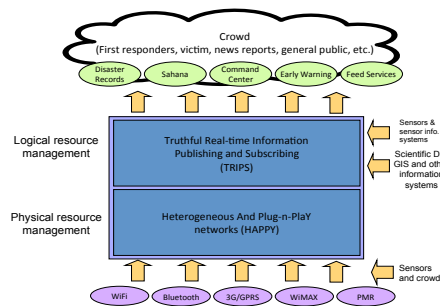 Crowd
(First responders, victim, news reports, general public, etc.)
Disaster
Records
Sahana
Command
Center
Early Warning
Feed Services
Logical resource
management
Truthful Real-time Information
Publishing and Subscribing
(TRIPS)
Sensors &
sensor info.
systems
Scientific D
GIS and oth
information
systems
Physical resource
management
Heterogeneous And Plug-n-PlaY
networks (HAPPY)
Sensors
and crowd
WiFi
Bluetooth
3G/GPRS
WiMAX
PMR